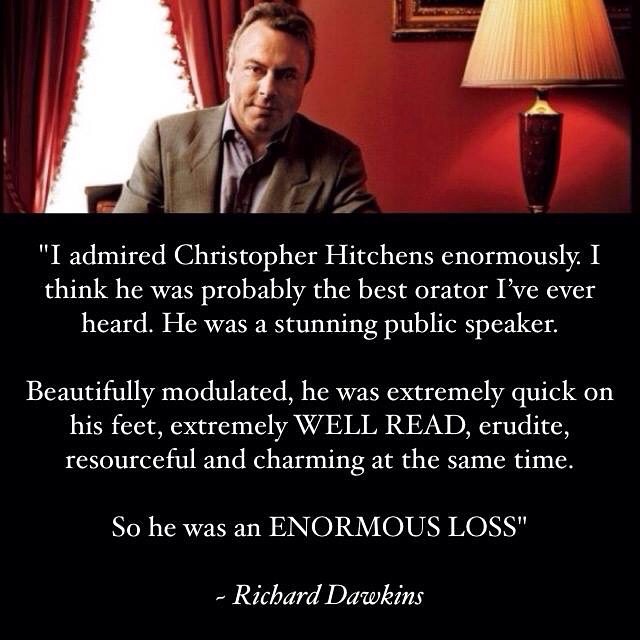 "I admired Christopher Hitchens enormously. I
think he was probably the best orator I’ve ever
heard. He was a stunning public speaker.
Beautifully modulated, he was extremely quick on
his feet, extremely WELL READ, erudite,
resourceful and charming at the same time.
So he was an ENORMOUS LOSS"
~ Richard Dawkins